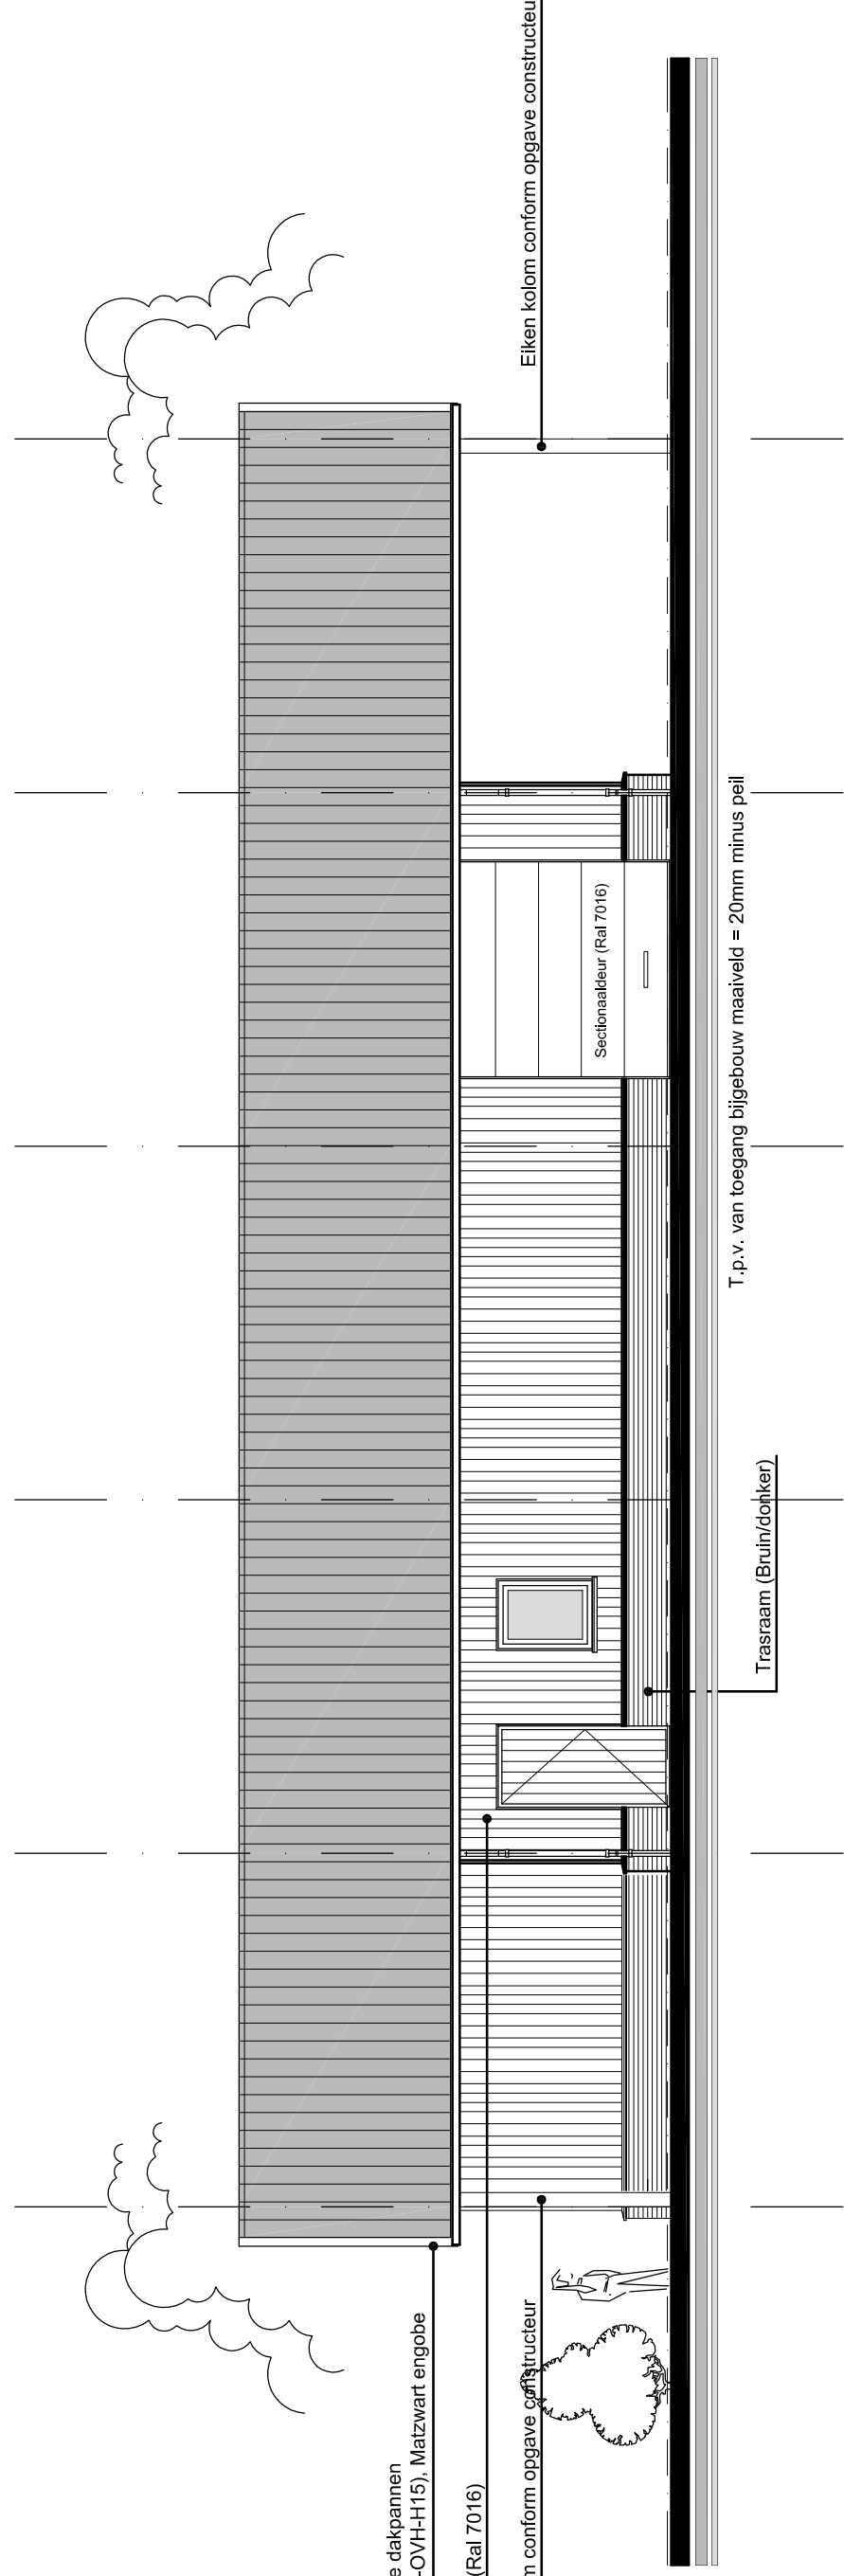 e dakpannen
-OVH-H15), Matzwart engobe
(Ral 7016)
m conform opgave constructeur
Eiken kolom conform opgave constructeur
Sectionaaldeur (Ral 7016)
T.p.v. van toegang bijgebouw maaiveld = 20mm minus peil
Trasraam (Bruin/donker)